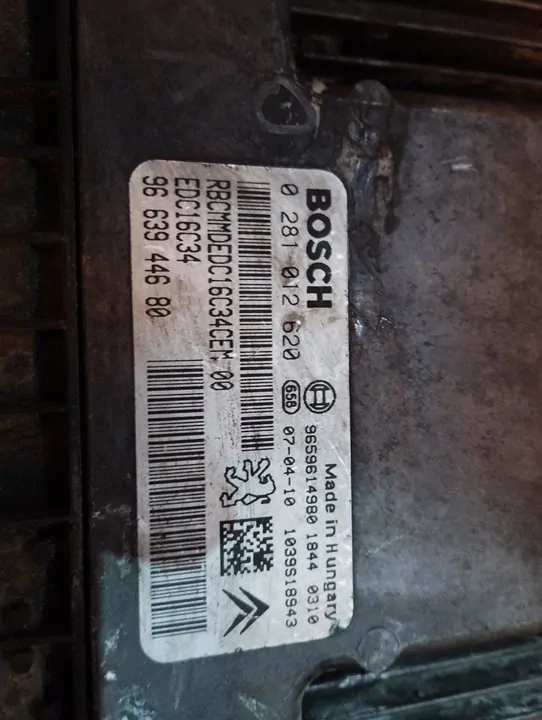 BOSCH
Made in Hungary
0 281 012 620
9659614980 1844 0310
658
07-04-10 1039S18943
RBCMMDEDC16C34CEM 00
EDC16C34
96 639 446 80